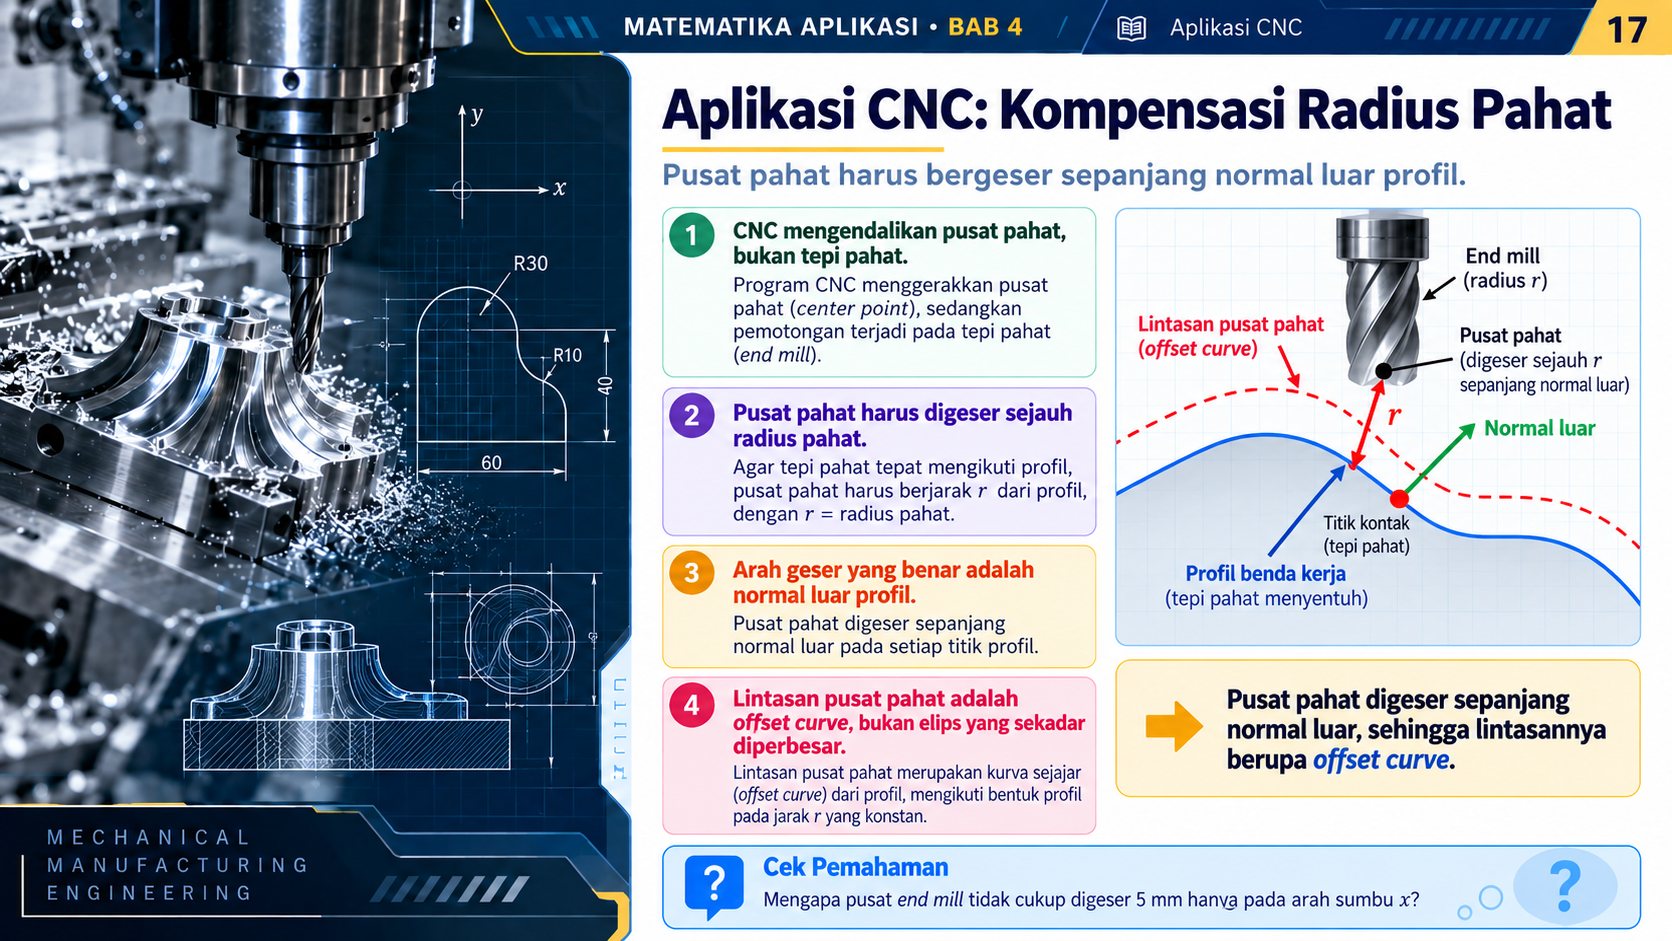 MATEMATIKA APLIKASI • BAB 4
Aplikasi CNC
17
Aplikasi CNC: Kompensasi Radius Pahat
Pusat pahat harus bergeser sepanjang normal luar profil.
y
x
R30
R10
40
60
MECHANICAL
MANUFACTURING
ENGINEERING
1
CNC mengendalikan pusat pahat,
bukan tepi pahat.
Program CNC menggerakkan pusat
pahat (center point), sedangkan
pemotongan terjadi pada tepi pahat
(end mill).
2
Pusat pahat harus digeser sejauh
radius pahat.
Agar tepi pahat tepat mengikuti profil,
pusat pahat harus berjarak r dari profil,
dengan r = radius pahat.
3
Arah geser yang benar adalah
normal luar profil.
Pusat pahat digeser sepanjang
normal luar pada setiap titik profil.
4
Lintasan pusat pahat adalah
offset curve, bukan elips yang sekadar
diperbesar.
Lintasan pusat pahat merupakan kurva sejajar
(offset curve) dari profil, mengikuti bentuk profil
pada jarak r yang konstan.
End mill
(radius r)
Lintasan pusat pahat
(offset curve)
Pusat pahat
(digeser sejauh r
sepanjang normal luar)
r
Normal luar
Titik kontak
(tepi pahat)
Profil benda kerja
(tepi pahat menyentuh)
Pusat pahat digeser sepanjang
normal luar, sehingga lintasannya
berupa offset curve.
?
Cek Pemahaman
Mengapa pusat end mill tidak cukup digeser 5 mm hanya pada arah sumbu x?
?